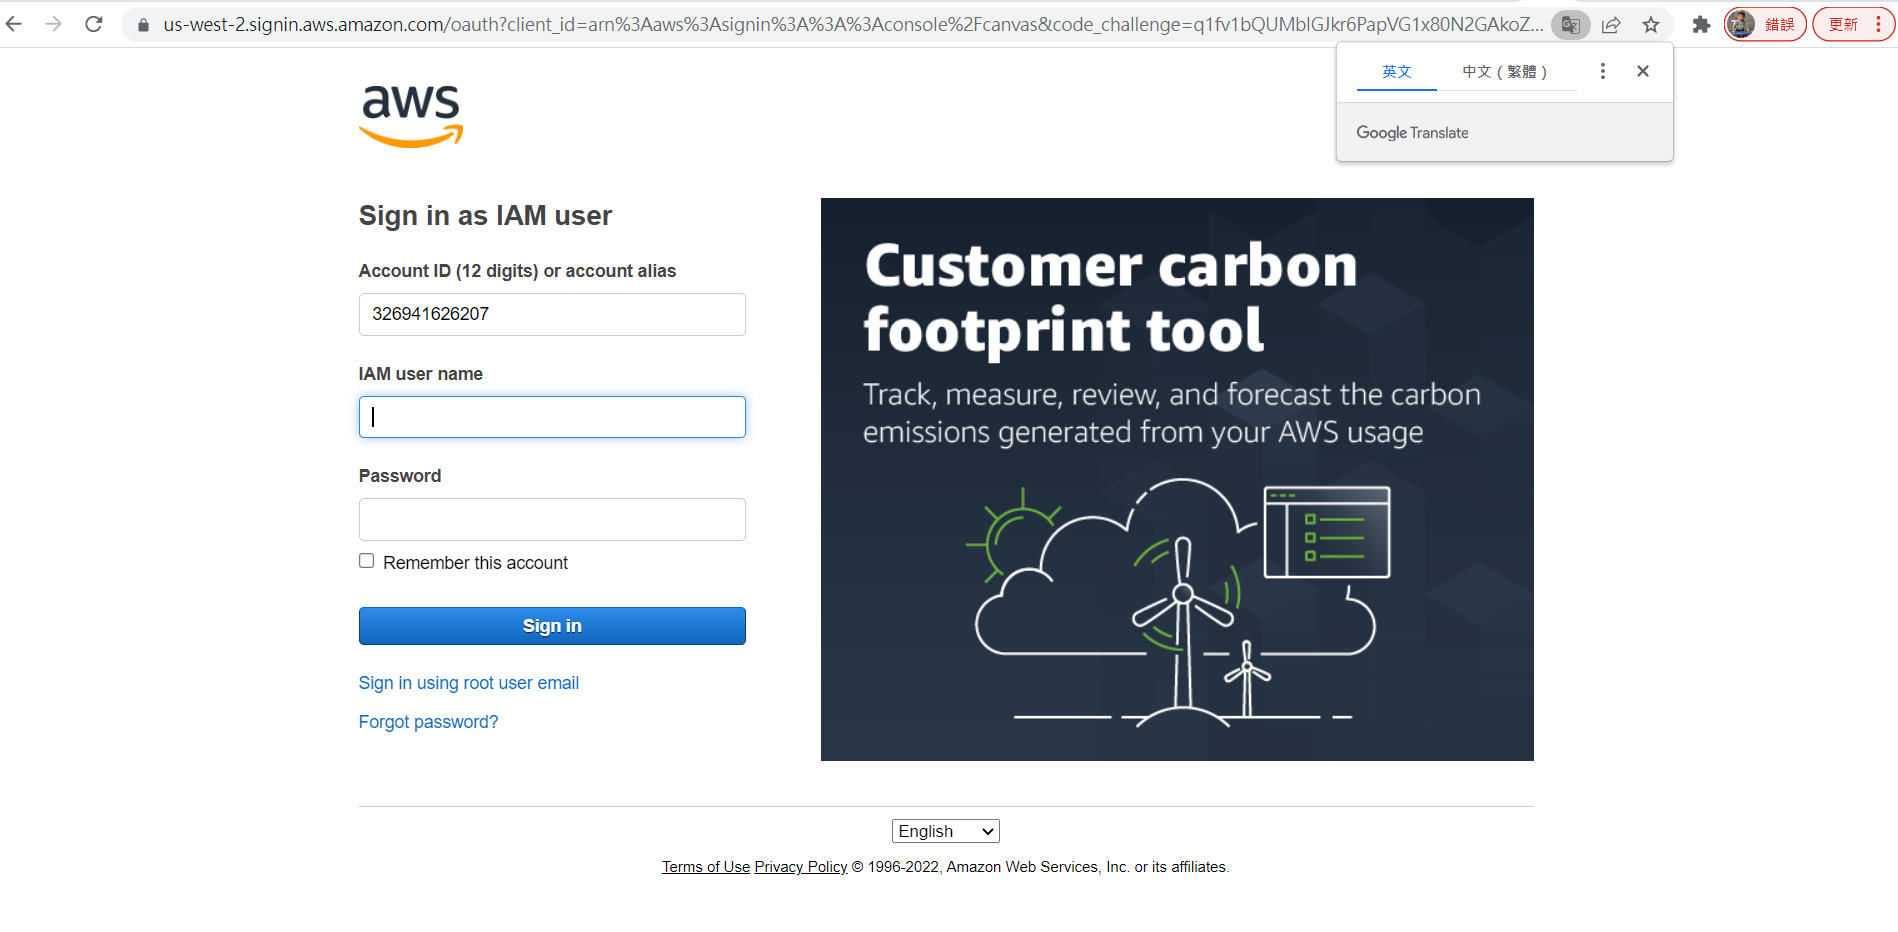 us-west-2.signin.aws.amazon.com/oauth?client_id=arn%3Aaws%3Asignin%3A%3A%3Aconsole%2Fcanvas&code_challenge=q1fv1bQUMblGJkr6PapVG1x80N2GAkoZ...
錯誤
更新
英文
中文（繁體）
Google Translate
aws
Sign in as IAM user
Account ID (12 digits) or account alias
326941626207
IAM user name
Password
Remember this account
Sign in
Sign in using root user email
Forgot password?
Customer carbon
footprint tool
Track, measure, review, and forecast the carbon
emissions generated from your AWS usage
English
Terms of Use Privacy Policy © 1996-2022, Amazon Web Services, Inc. or its affiliates.